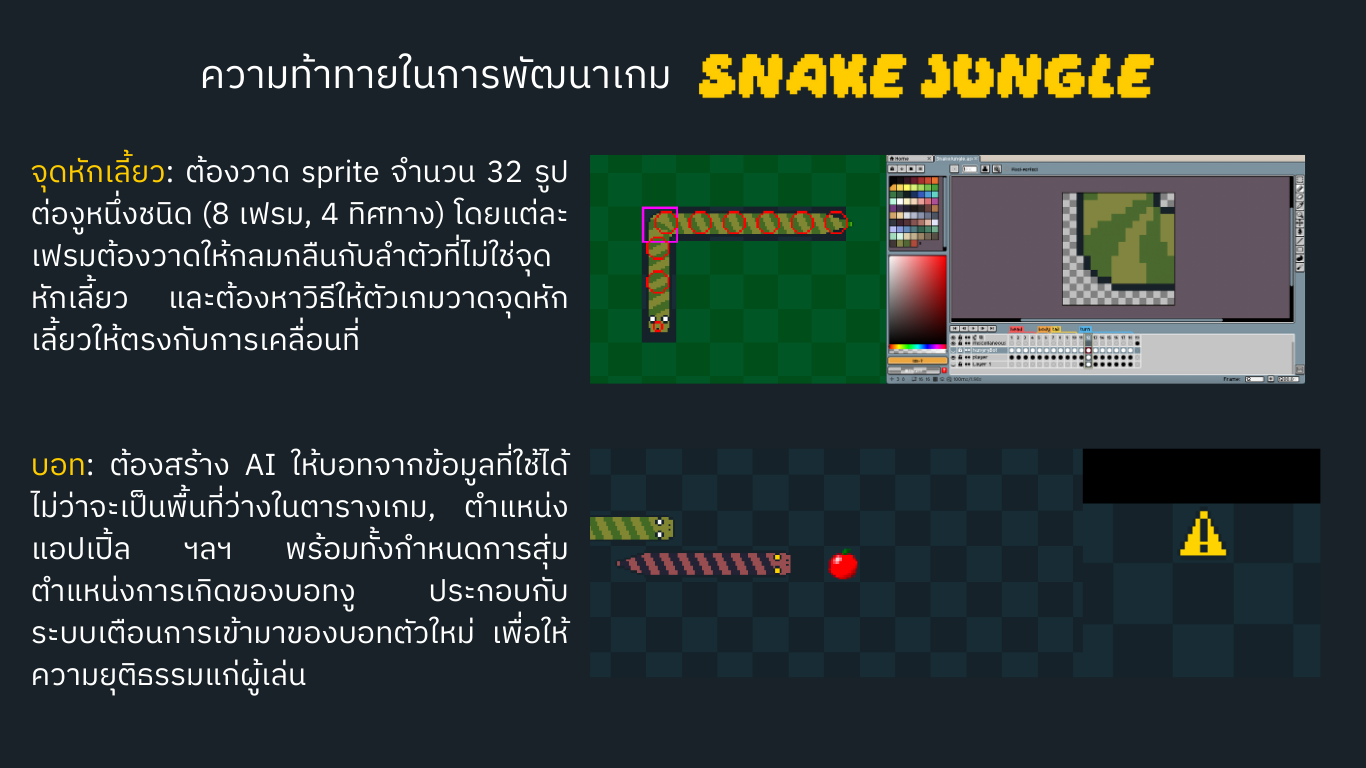 ความท้าทายในการพัฒนาเกม SNAKE JUNGLE
จุดหักเลี้ยว: ต้องวาด sprite จำนวน 32 รูป
ต่องูหนึ่งชนิด (8 เฟรม, 4 ทิศทาง) โดยแต่ละ
เฟรมต้องวาดให้กลมกลืนกับลำตัวที่ไม่ใช่จุด
หักเลี้ยว และต้องหาวิธีให้ตัวเกมวาดจุดหัก
เลี้ยวให้ตรงกับการเคลื่อนที่
Home
บอท: ต้องสร้าง AI ให้บอทจากข้อมูลที่ใช้ได้
ไม่ว่าจะเป็นพื้นที่ว่างในตารางเกม, ตำแหน่ง
แอปเปิ้ล ฯลฯ พร้อมทั้งกำหนดการสุ่ม
ตำแหน่งการเกิดของบอทงู ประกอบกับ
ระบบเตือนการเข้ามาของบอทตัวใหม่ เพื่อให้
ความยุติธรรมแก่ผู้เล่น